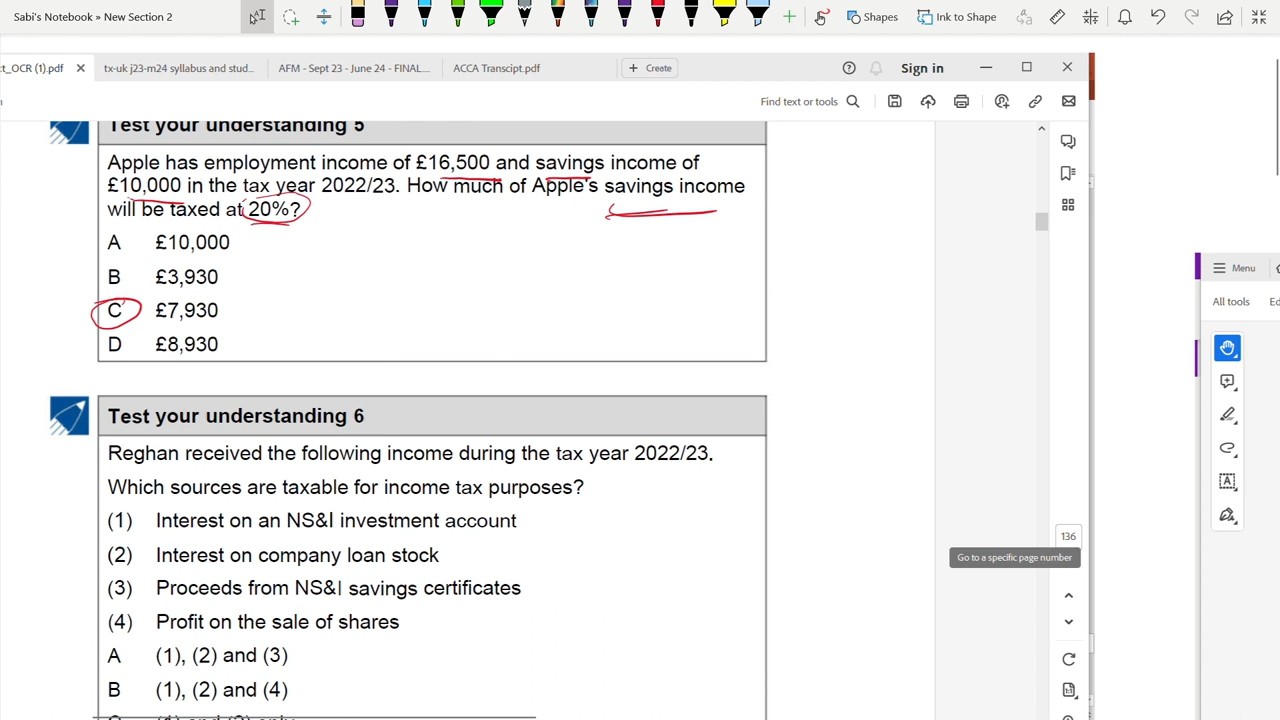 Sabi's Notebook » New Section 2
Shapes
Ink to Shape
ct_OCR (1).pdf
tx-uk j23-m24 syllabus and stud...
AFM - Sept 23 - June 24 - FINAL....
ACCA Transcipt.pdf
Create
Sign in
Find text or tools
Test your understanding 5
Apple has employment income of £16,500 and savings income of
£10,000 in the tax year 2022/23. How much of Apple's savings income
will be taxed at 20%?
A £10,000
B £3,930
C £7,930
D £8,930
Menu
All tools
Test your understanding 6
Reghan received the following income during the tax year 2022/23.
Which sources are taxable for income tax purposes?
(1) Interest on an NS&I investment account
(2) Interest on company loan stock
(3) Proceeds from NS&I savings certificates
(4) Profit on the sale of shares
A (1), (2) and (3)
B (1), (2) and (4)
136
Go to a specific page number